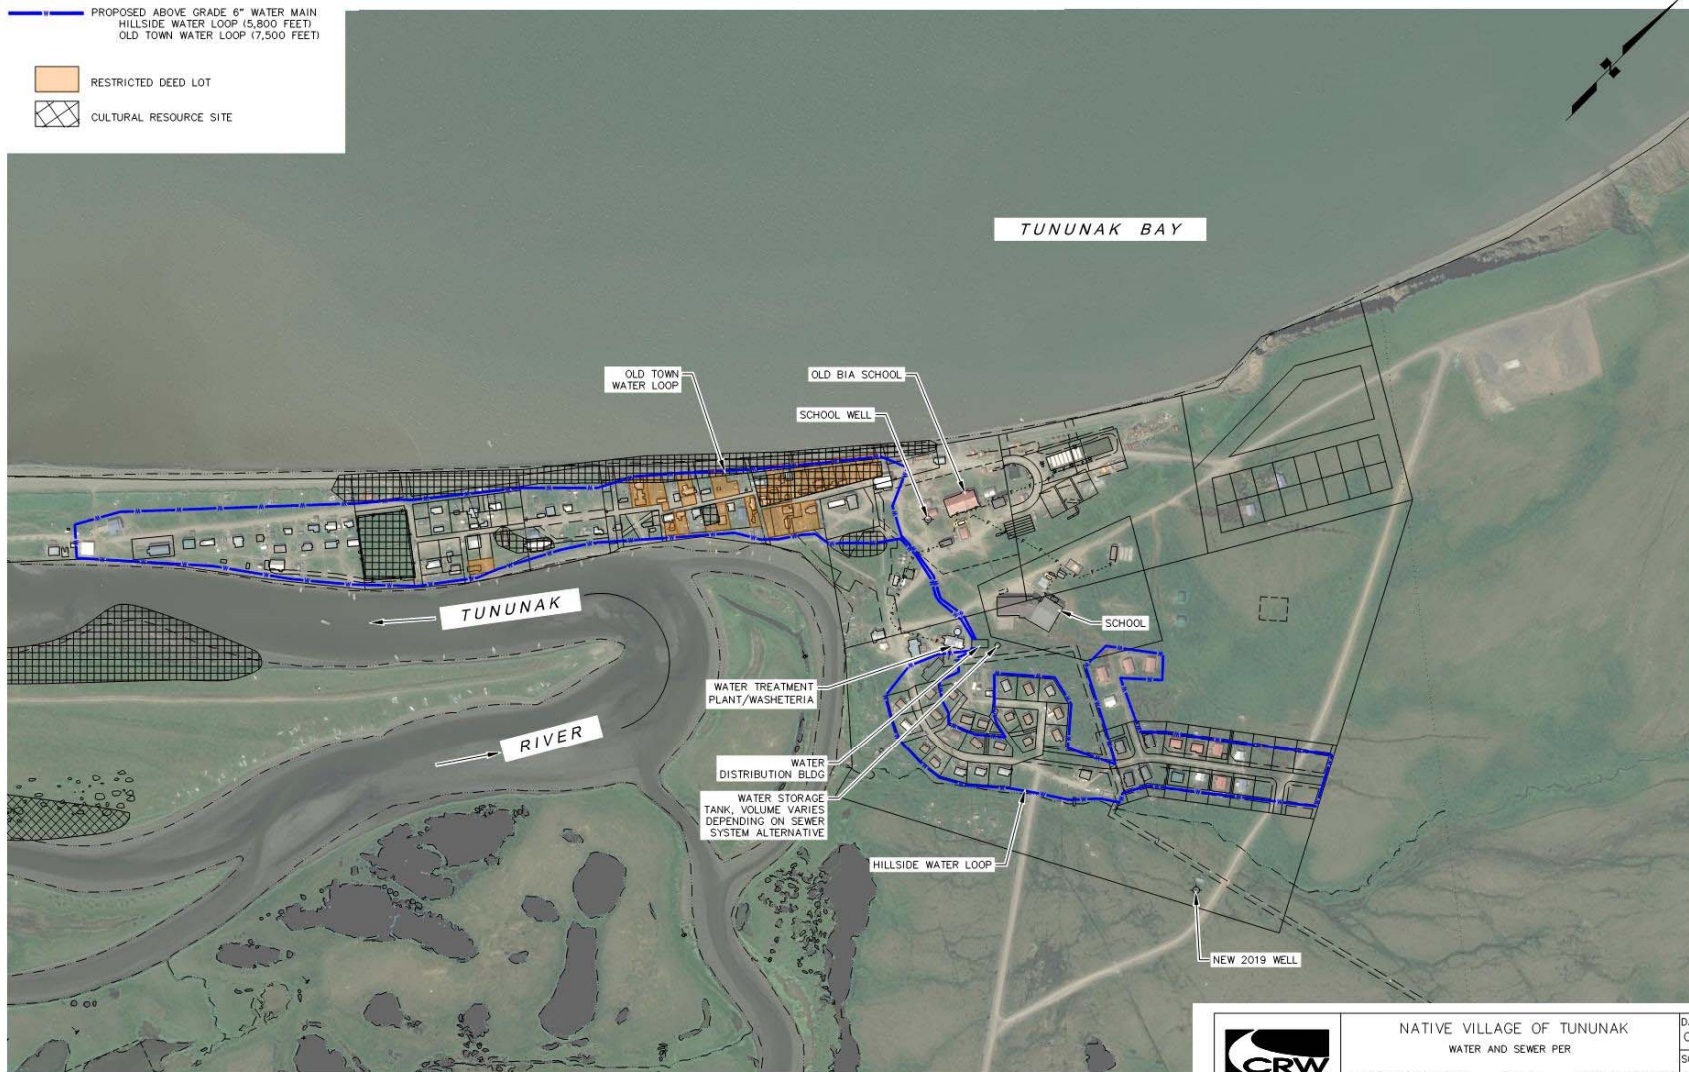 PROPOSED ABOVE GRADE 6" WATER MAIN
HILLSIDE WATER LOOP (5,800 FEET)
OLD TOWN WATER LOOP (7,500 FEET)
RESTRICTED DEED LOT
CULTURAL RESOURCE SITE
N
TUNUNAK BAY
OLD TOWN
WATER LOOP
OLD BIA SCHOOL
SCHOOL WELL
TUNUNAK
RIVER
SCHOOL
WATER TREATMENT
PLANT/WASHETERIA
WATER
DISTRIBUTION BLDG
WATER STORAGE
TANK, VOLUME VARIES
DEPENDING ON SEWER
SYSTEM ALTERNATIVE
HILLSIDE WATER LOOP
NEW 2019 WELL
CRW
NATIVE VILLAGE OF TUNUNAK
WATER AND SEWER PER